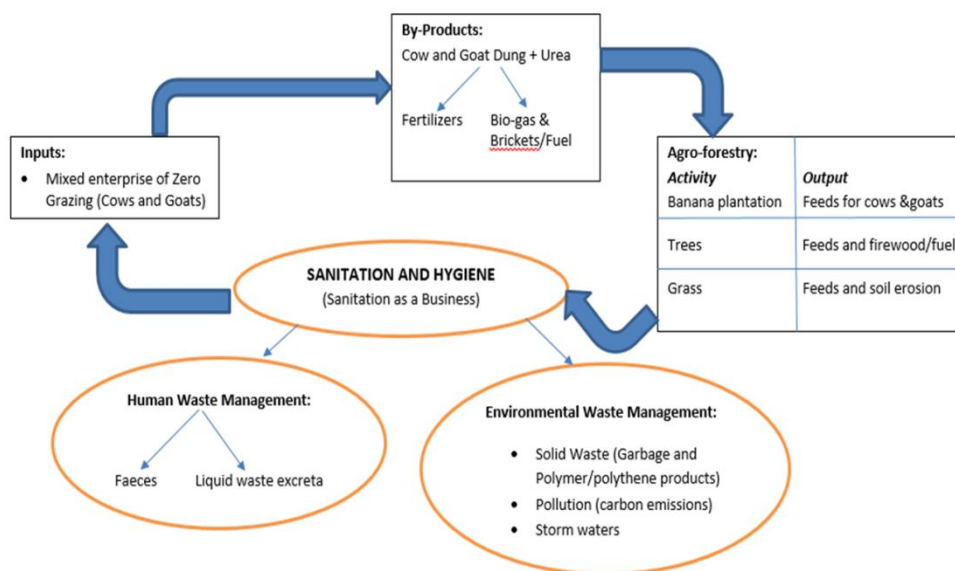 By-Products:
Cow and Goat Dung + Urea
Fertilizers
Bio-gas &
Brickets/Fuel
Inputs:
• Mixed enterprise of Zero
Grazing (Cows and Goats)
Agro-forestry:
Activity Output
Banana plantation Feeds for cows &goats
Trees Feeds and firewood/fuel
Grass Feeds and soil erosion
SANITATION AND HYGIENE
(Sanitation as a Business)
Human Waste Management:
Faeces Liquid waste excreta
Environmental Waste Management:
• Solid Waste (Garbage and
Polymer/polythene products)
• Pollution (carbon emissions)
• Storm waters